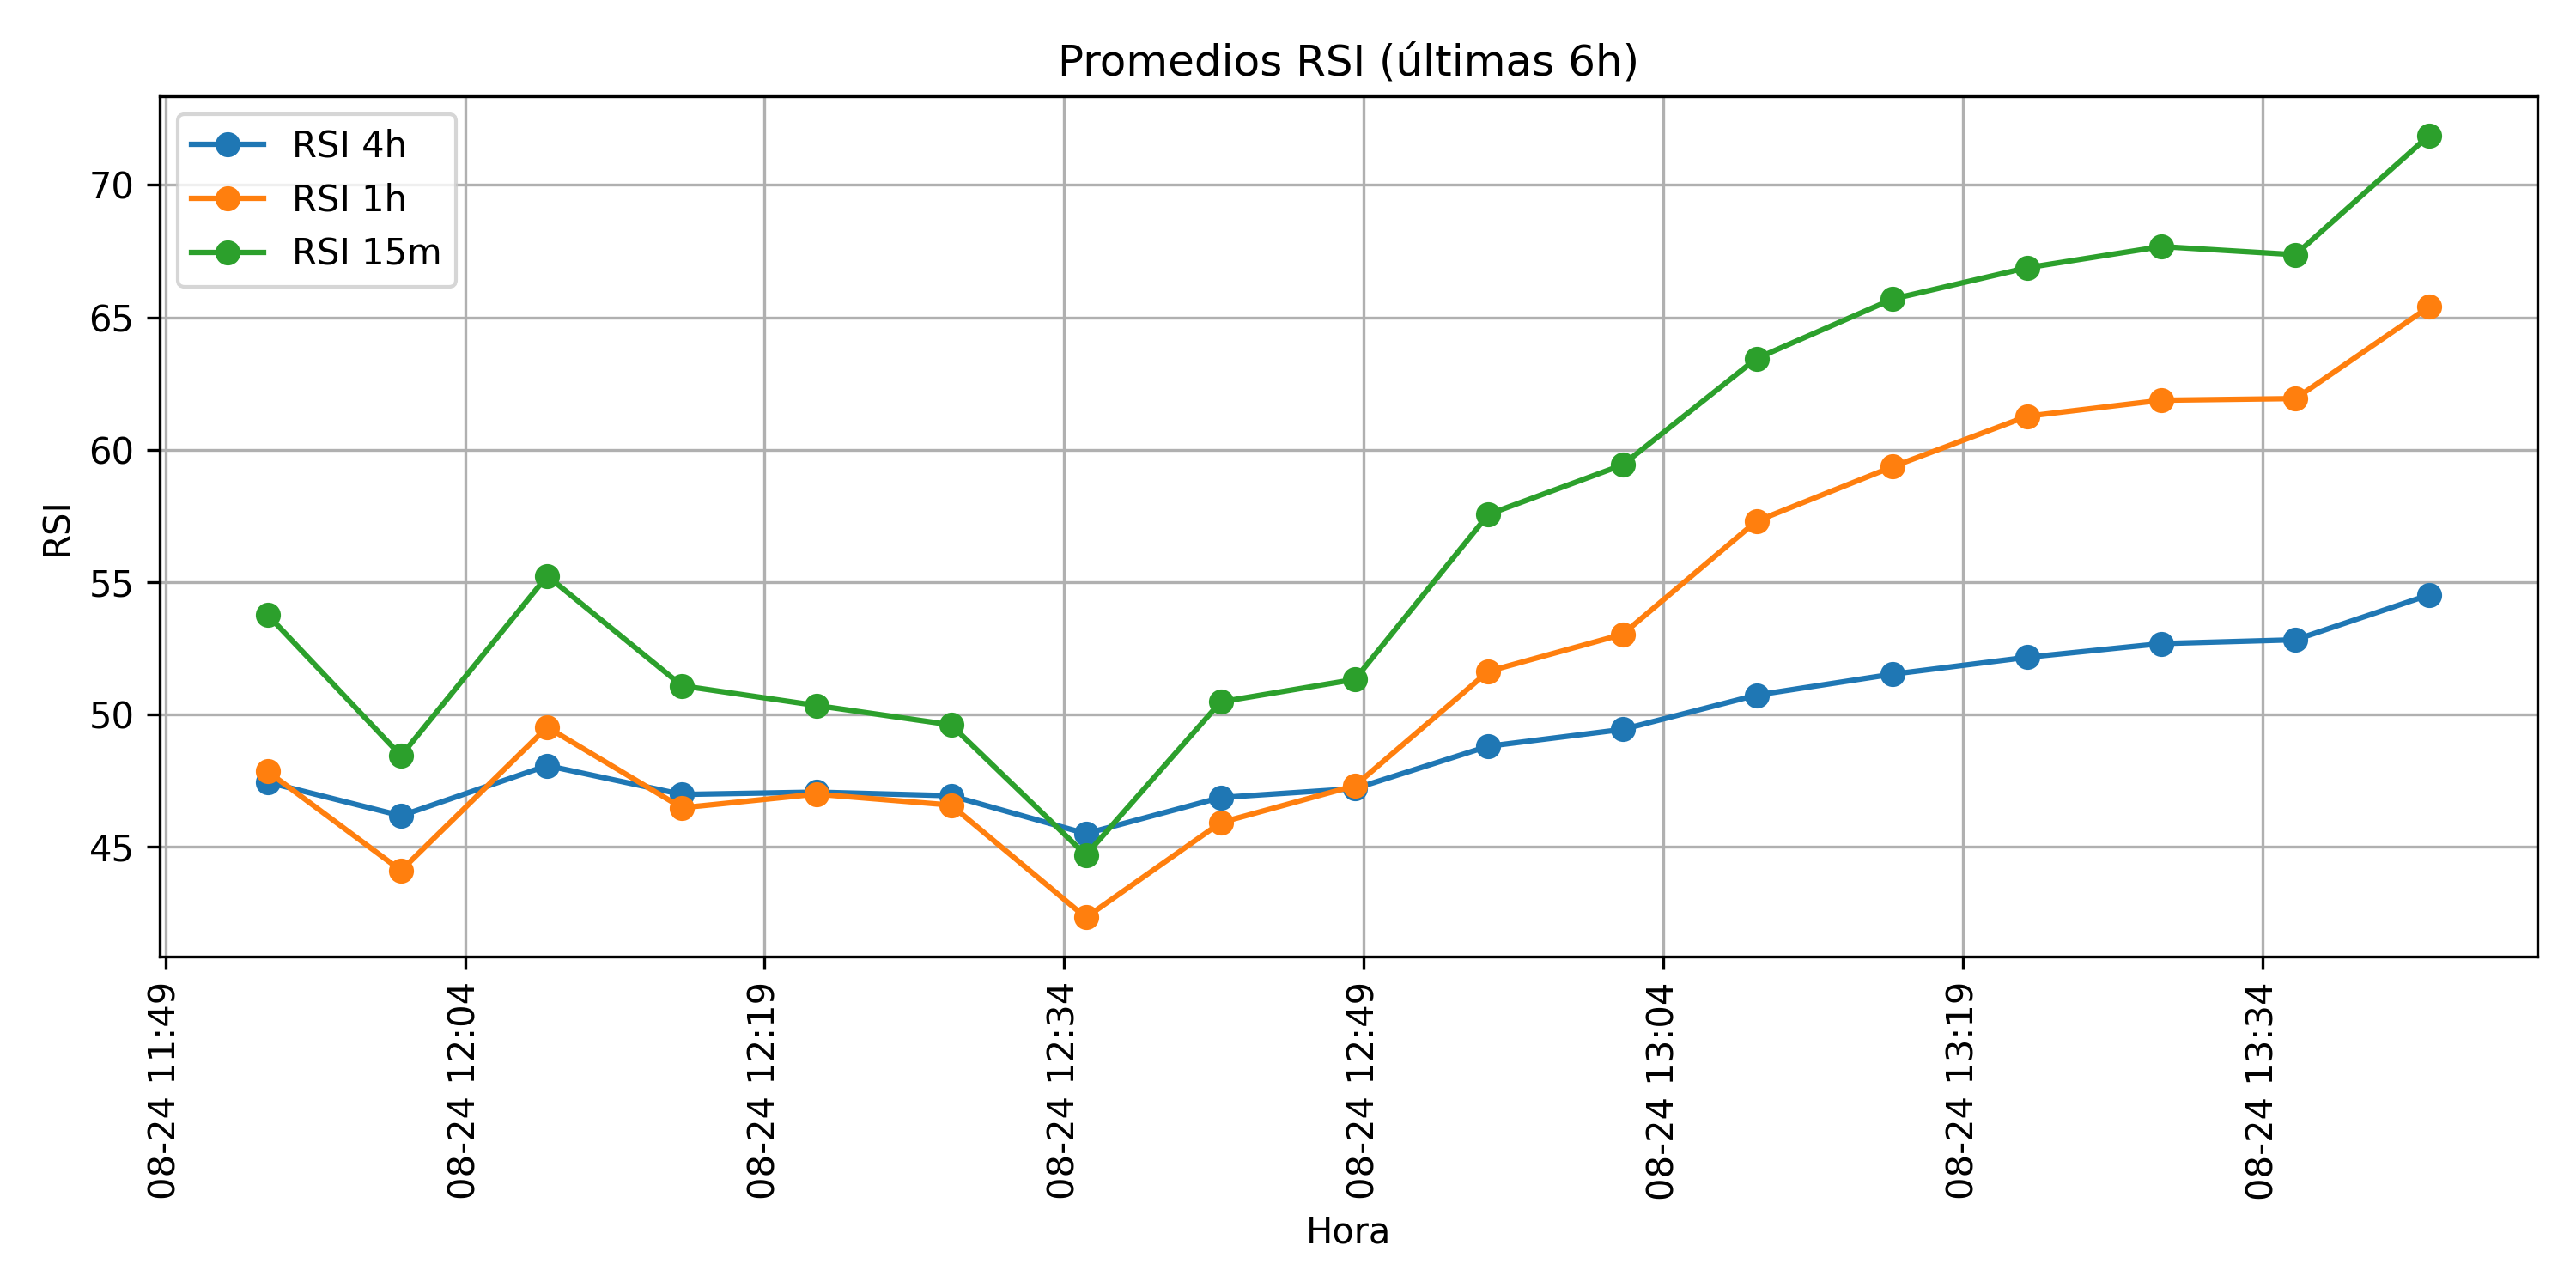 Promedios RSI (últimas 6h)
RSI 4h
RSI 1h
RSI 15m
RSI
70
65
60
55
50
45
08-24 11:49
08-24 12:04
08-24 12:19
08-24 12:34
08-24 12:49
08-24 13:04
08-24 13:19
08-24 13:34
Hora